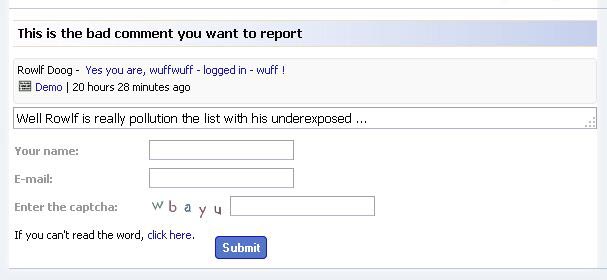 This is the bad comment you want to report
Rowlf Doog - Yes you are, wuffwuff - logged in - wuff !
Demo | 20 hours 28 minutes ago
Well Rowlf is really pollution the list with his underexposed ...
Your name:
E-mail:
Enter the captcha: w b a y u
If you can't read the word, click here.
Submit